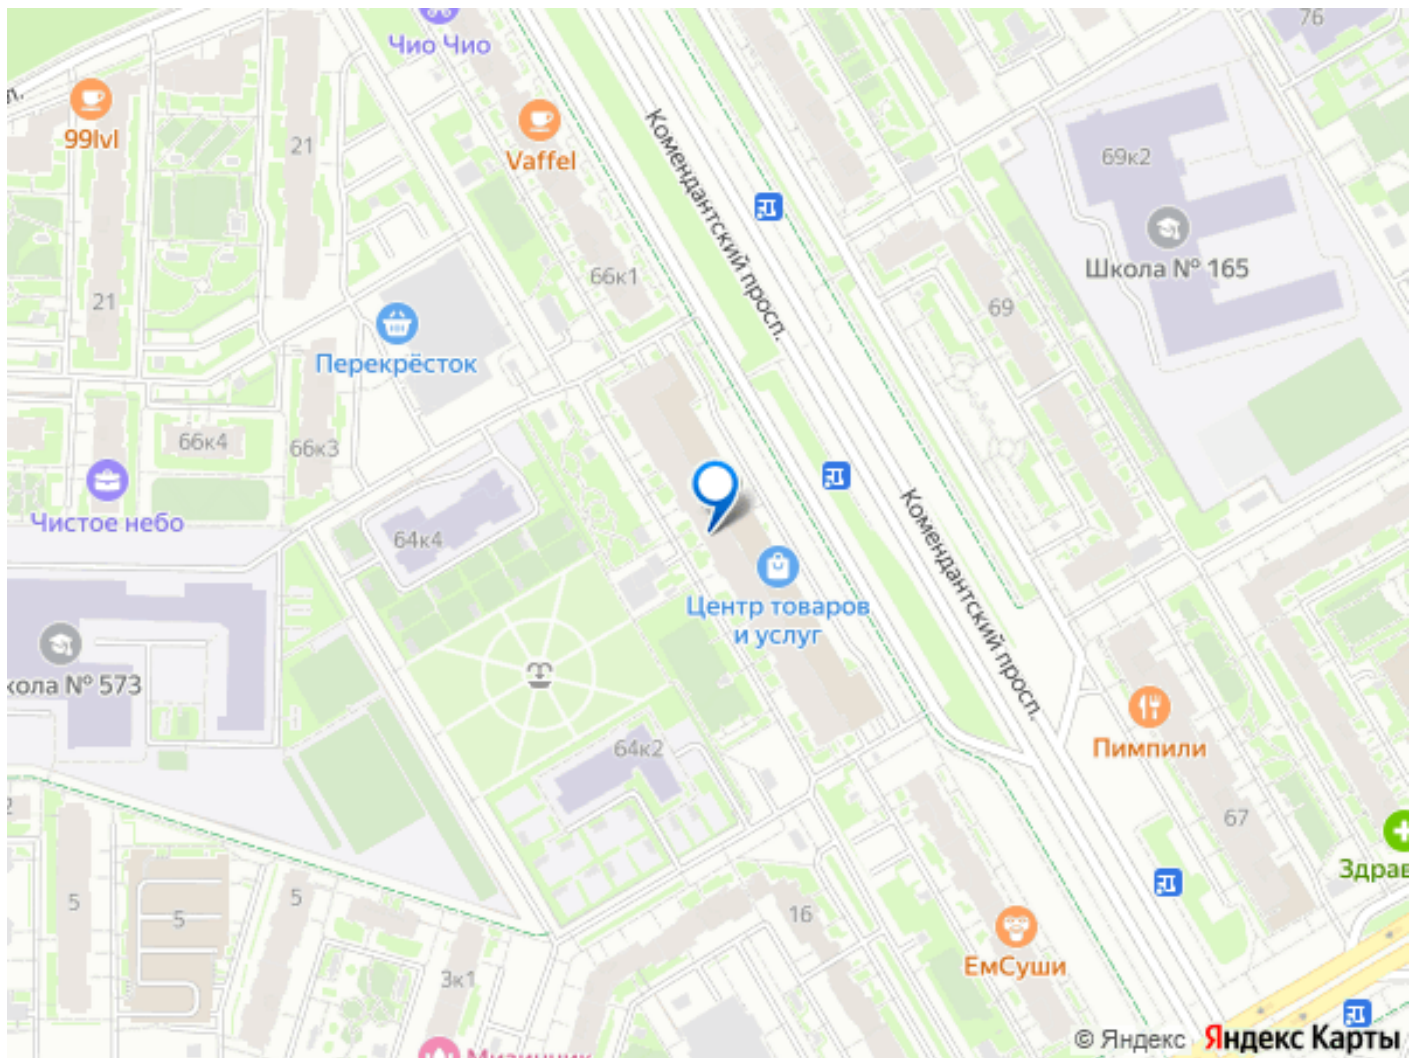 Чио Чио
76
99lvl
Vaffel
21
69к2
Комендантский просп.
Школа № 165
66к1
21
69
Перекрёсток
66к4
66к3
Чистое небо
64к4
Комендантский просп.
Центр товаров
и услуг
кола № 573
64к2
Пимпили
67
Здрав
5
5
5
16
ЕмСуши
3к1
© Яндекс Яндекс Карты